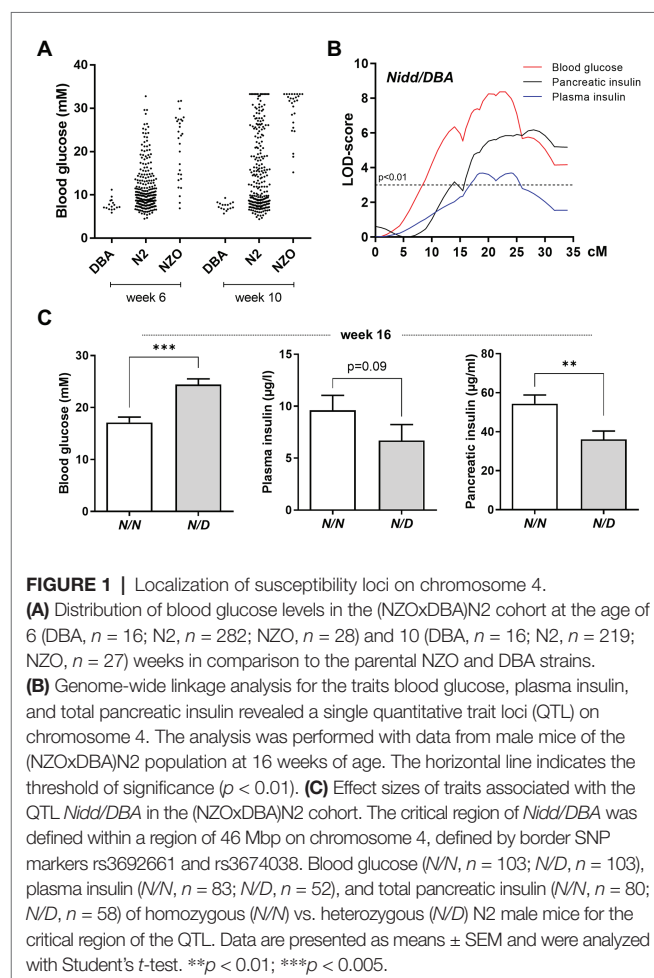 A
Blood glucose (mM)
40
30
20
10
0
DBA
N2
NZO
DBA
N2
NZO
week 6
week 10
B
Nidd/DBA
LOD-score
10
8
6
4
2
0
p<0.01
Blood glucose
Pancreatic insulin
Plasma insulin
0 5 10 15 20 25 30 35 cM
C
week 16
Blood glucose (mM)
30
20
10
0
***
N/N
N/D
Plasma insulin (µg/l)
15
10
5
0
p=0.09
N/N
N/D
Pancreatic insulin (µg/ml)
80
60
40
20
0
**
N/N
N/D
FIGURE 1 | Localization of susceptibility loci on chromosome 4.
(A) Distribution of blood glucose levels in the (NZOxDBA)N2 cohort at the age of
6 (DBA, n = 16; N2, n = 282; NZO, n = 28) and 10 (DBA, n = 16; N2, n = 219;
NZO, n = 27) weeks in comparison to the parental NZO and DBA strains.
(B) Genome-wide linkage analysis for the traits blood glucose, plasma insulin,
and total pancreatic insulin revealed a single quantitative trait loci (QTL) on
chromosome 4. The analysis was performed with data from male mice of the
(NZOxDBA)N2 population at 16 weeks of age. The horizontal line indicates the
threshold of significance (p < 0.01). (C) Effect sizes of traits associated with the
QTL Nidd/DBA in the (NZOxDBA)N2 cohort. The critical region of Nidd/DBA was
defined within a region of 46 Mbp on chromosome 4, defined by border SNP
markers rs3692661 and rs3674038. Blood glucose (N/N, n = 103; N/D, n = 103),
plasma insulin (N/N, n = 83; N/D, n = 52), and total pancreatic insulin (N/N, n = 80;
N/D, n = 58) of homozygous (N/N) vs. heterozygous (N/D) N2 male mice for the
critical region of the QTL. Data are presented as means ± SEM and were analyzed
with Student's t-test. **p < 0.01; ***p < 0.005.